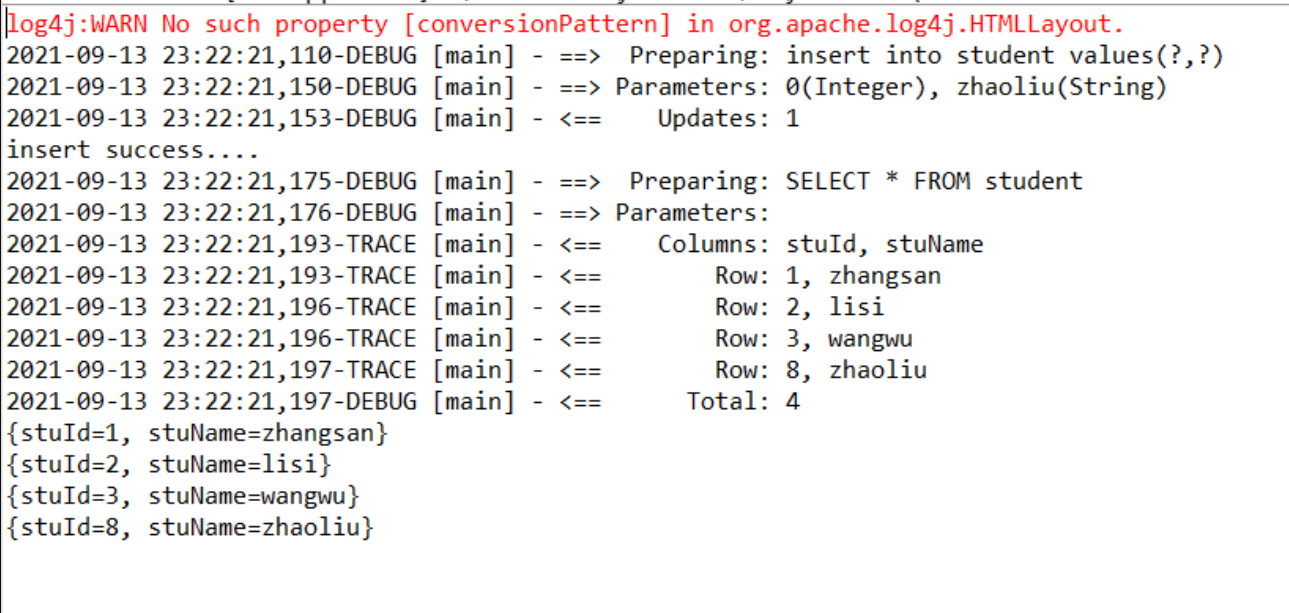 log4j:WARN No such property [conversionPattern] in org.apache.log4j.HTMLLayout.
2021-09-13 23:22:21,110-DEBUG [main] - ==>  Preparing: insert into student values(?,?)
2021-09-13 23:22:21,150-DEBUG [main] - ==> Parameters: 0(Integer), zhaoliu(String)
2021-09-13 23:22:21,153-DEBUG [main] - <==    Updates: 1
insert success....
2021-09-13 23:22:21,175-DEBUG [main] - ==>  Preparing: SELECT * FROM student
2021-09-13 23:22:21,176-DEBUG [main] - ==> Parameters:
2021-09-13 23:22:21,193-TRACE [main] - <==    Columns: stuId, stuName
2021-09-13 23:22:21,193-TRACE [main] - <==        Row: 1, zhangsan
2021-09-13 23:22:21,196-TRACE [main] - <==        Row: 2, lisi
2021-09-13 23:22:21,196-TRACE [main] - <==        Row: 3, wangwu
2021-09-13 23:22:21,197-TRACE [main] - <==        Row: 8, zhaoliu
2021-09-13 23:22:21,197-DEBUG [main] - <==      Total: 4
{stuId=1, stuName=zhangsan}
{stuId=2, stuName=lisi}
{stuId=3, stuName=wangwu}
{stuId=8, stuName=zhaoliu}